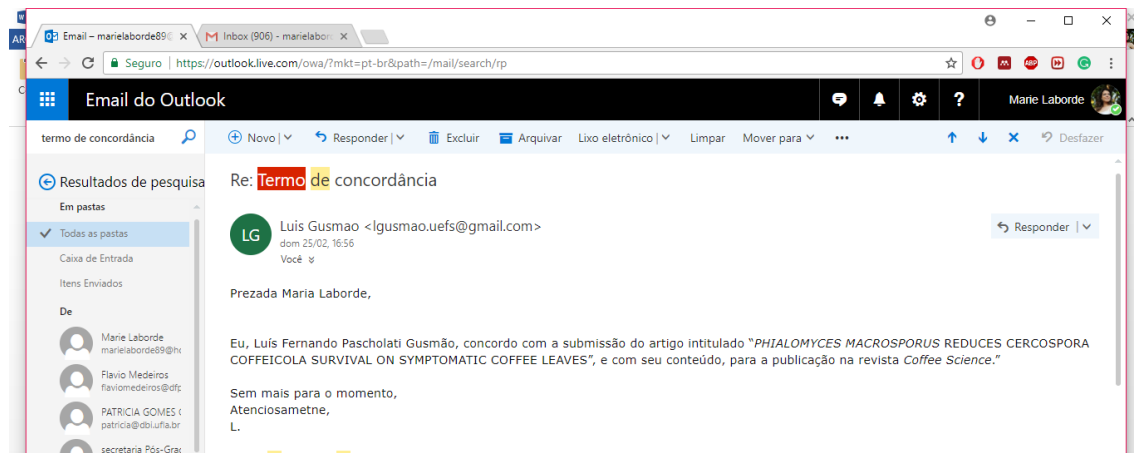 Email – marielaborde89@
Inbox (906) - mariela
Seguro | https://outlook.live.com/owa/?mkt=pt-br&path=/mail/search/rp
Email do Outlook
Marie Laborde
termo de concordância
Novo | Responder | Excluir Arquivar Lixo eletrônico | Limpar Mover para ••• Desfazer
Resultados de pesquisa
Em pastas
Todas as pastas
Caixa de Entrada
Itens Enviados
De
Marie Laborde
marielaborde89@h
Flavio Medeiros
flaviomedeiros@df
PATRICIA GOMES
patricia@dbi.ufla.br
secretaria Pós-Gra
Re: Termo de concordância
LG
Luis Gusmao <lgusmao.uefs@gmail.com>
dom 25/02, 16:56
Você
Responder |
Prezada Maria Laborde,
Eu, Luís Fernando Pascholati Gusmão, concordo com a submissão do artigo intitulado “PHIALOMYCES MACROSPORUS REDUCES CERCOSPORA
COFFEICOLA SURVIVAL ON SYMPTOMATIC COFFEE LEAVES”, e com seu conteúdo, para a publicação na revista Coffee Science.”
Sem mais para o momento,
Atenciosametne,
L.